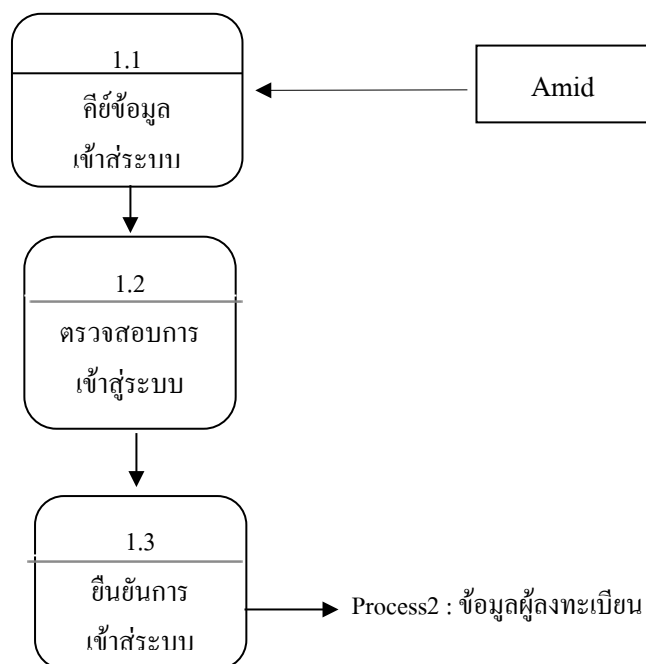 1.1
คีย์ข้อมูล
เข้าส่ระบบ
Amid
1.2
ตรวจสอบการ
เข้าสู่ระบบ
1.3
ยืนยันการ
เข้าส่ระบบ
Process2 : ข้อมูลผู้ลงทะเบียน